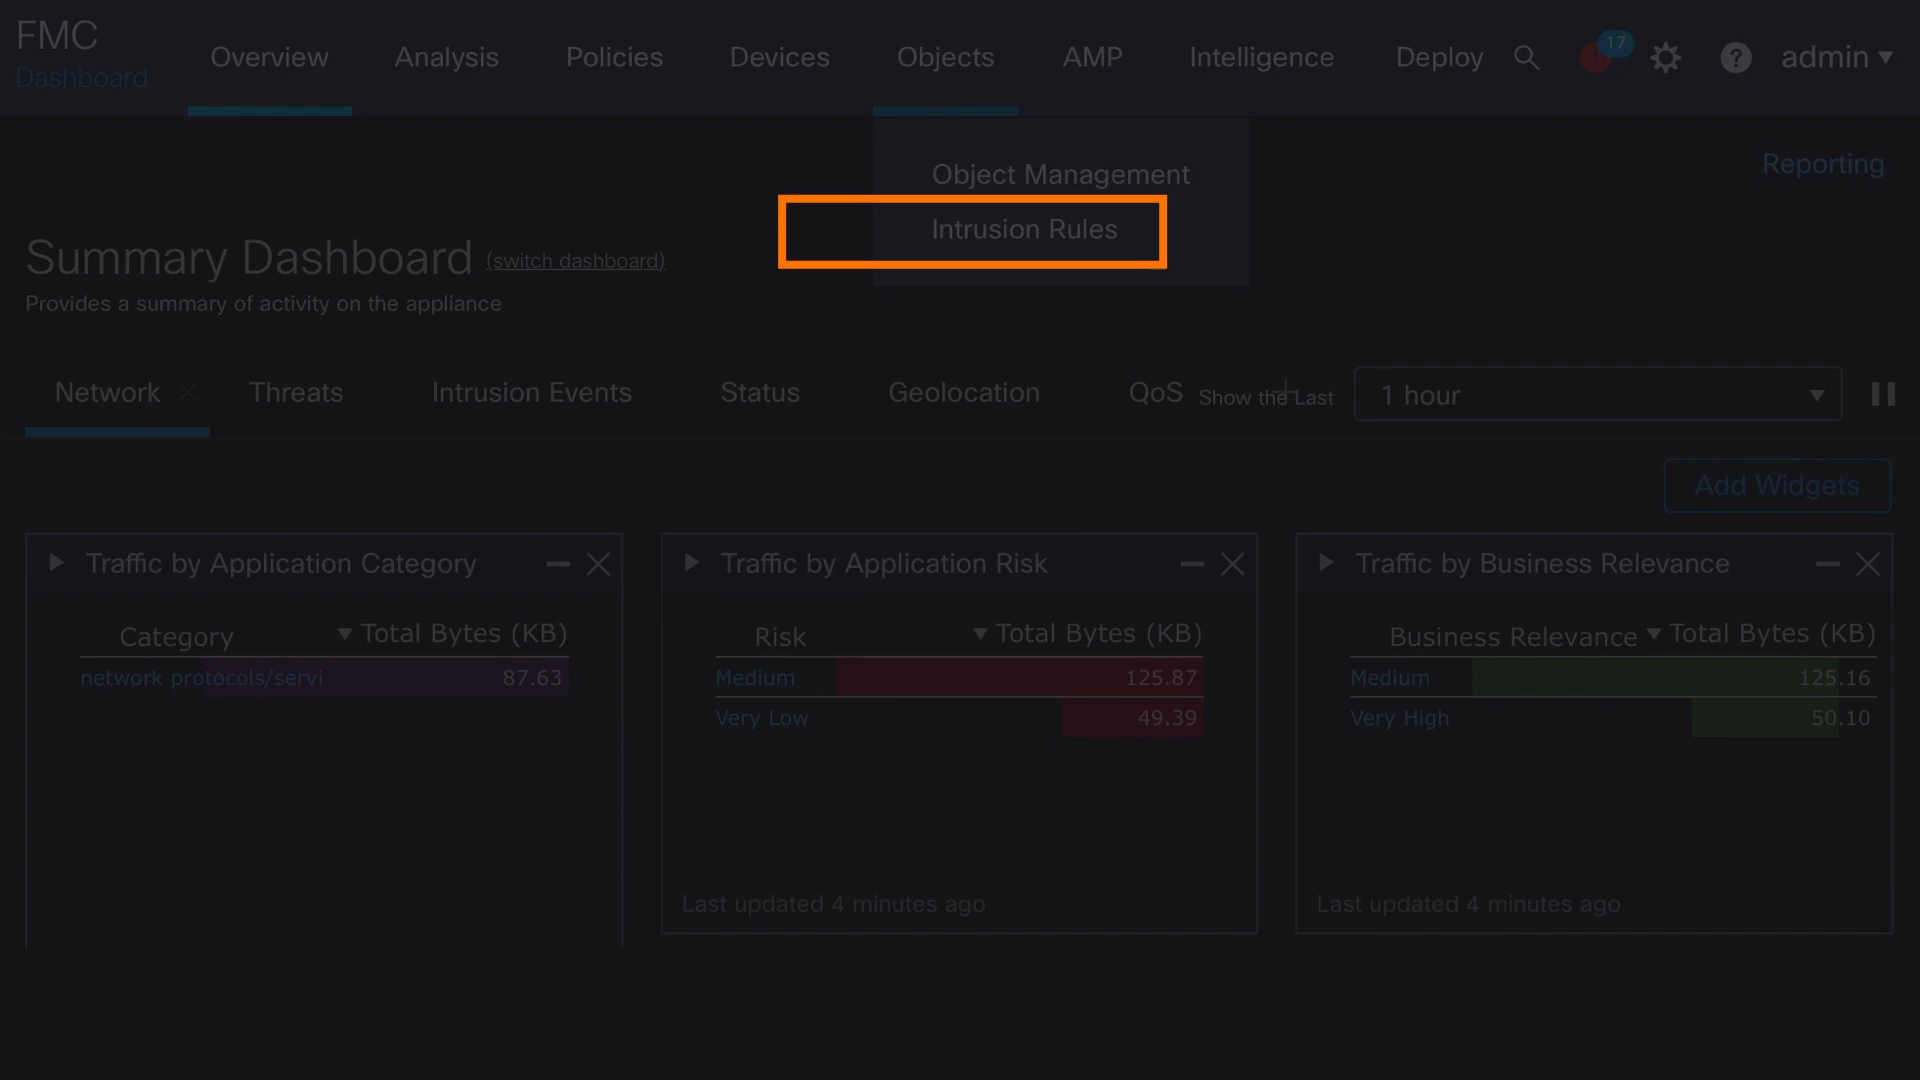 FMC
Dashboard
Overview Analysis Policies Devices Objects AMP Intelligence Deploy 17 ? admin
Object Management
Intrusion Rules
Reporting
Summary Dashboard (switch dashboard)
Provides a summary of activity on the appliance
Network Threats Intrusion Events Status Geolocation QoS Show the Last 1 hour
Add Widgets
Traffic by Application Category
Category Total Bytes (KB)
network protocols/servi 87.63
Traffic by Application Risk
Risk Total Bytes (KB)
Medium 125.87
Very Low 49.39
Last updated 4 minutes ago
Traffic by Business Relevance
Business Relevance Total Bytes (KB)
Medium 125.16
Very High 50.10
Last updated 4 minutes ago